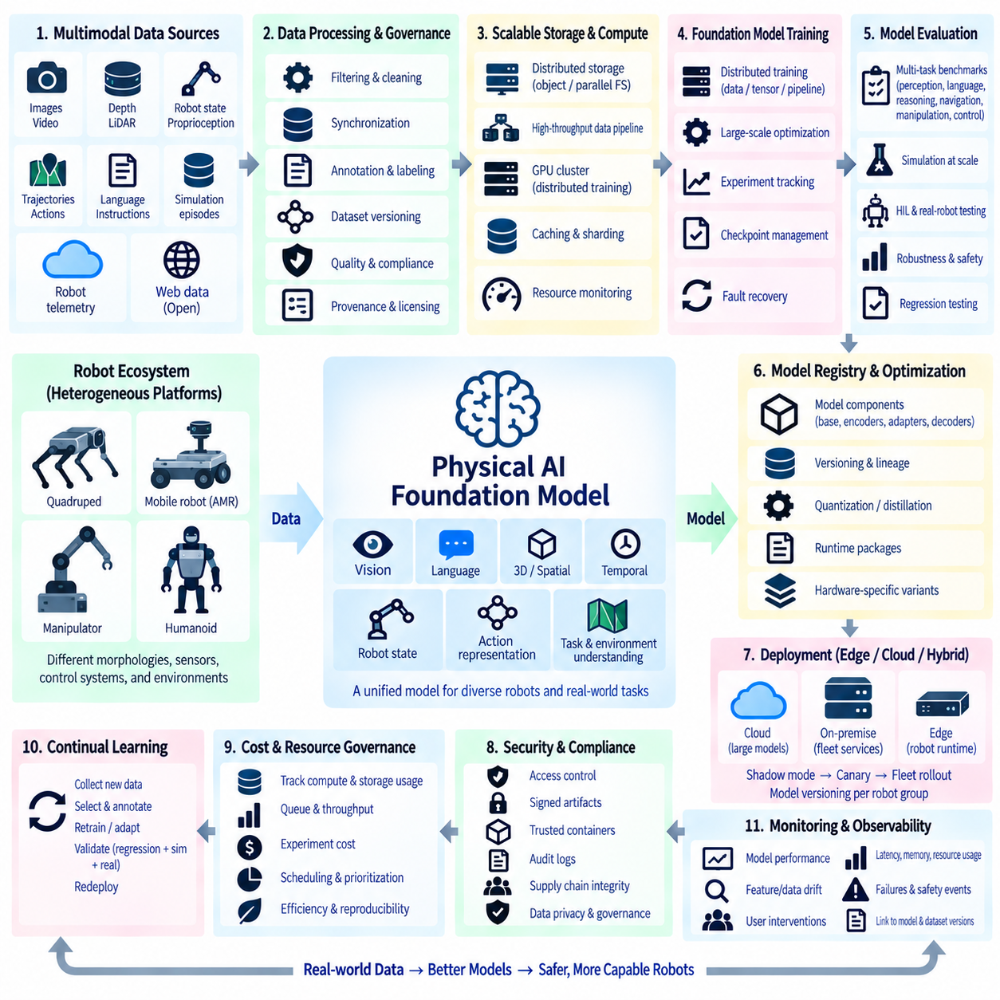 1. Multimodal Data Sources
Images
Video
Depth
LiDAR
Robot state
Proprioception
Trajectories
Actions
Language
Instructions
Simulation
episodes
Robot
telemetry
Web data
(Open)
2. Data Processing & Governance
Filtering & cleaning
Synchronization
Annotation & labeling
Dataset versioning
Quality & compliance
Provenance & licensing
3. Scalable Storage & Compute
Distributed storage
(object / parallel FS)
High-throughput data pipeline
GPU cluster
(distributed training)
Caching & sharding
Resource monitoring
4. Foundation Model Training
Distributed training
(data / tensor / pipeline)
Large-scale optimization
Experiment tracking
Checkpoint management
Fault recovery
5. Model Evaluation
Multi-task benchmarks
(perception, language,
reasoning, navigation,
manipulation, control)
Simulation at scale
HIL & real-robot testing
Robustness & safety
Regression testing
Robot Ecosystem
(Heterogeneous Platforms)
Quadruped
Mobile robot (AMR)
Manipulator
Humanoid
Different morphologies, sensors,
control systems, and environments
Data
Physical AI
Foundation Model
Vision
Language
3D / Spatial
Temporal
Robot state
Action
representation
Task & environment
understanding
A unified model for diverse robots and real-world tasks
Model
6. Model Registry & Optimization
Model components
(base, encoders, adapters, decoders)
Versioning & lineage
Quantization / distillation
Runtime packages
Hardware-specific variants
7. Deployment (Edge / Cloud / Hybrid)
Cloud
(large models)
On-premise
(fleet services)
Edge
(robot runtime)
Shadow mode → Canary → Fleet rollout
Model versioning per robot group
10. Continual Learning
Collect new data
Select & annotate
Retrain / adapt
Validate (regression + sim
+ real)
Redeploy
9. Cost & Resource Governance
Track compute & storage usage
Queue & throughput
$
Experiment cost
Scheduling & prioritization
Efficiency & reproducibility
8. Security & Compliance
Access control
Signed artifacts
Trusted containers
Audit logs
Supply chain integrity
Data privacy & governance
11. Monitoring & Observability
Model performance
Feature/data drift
User interventions
Latency, memory, resource usage
Failures & safety events
Link to model & dataset versions
Real-world Data → Better Models → Safer, More Capable Robots